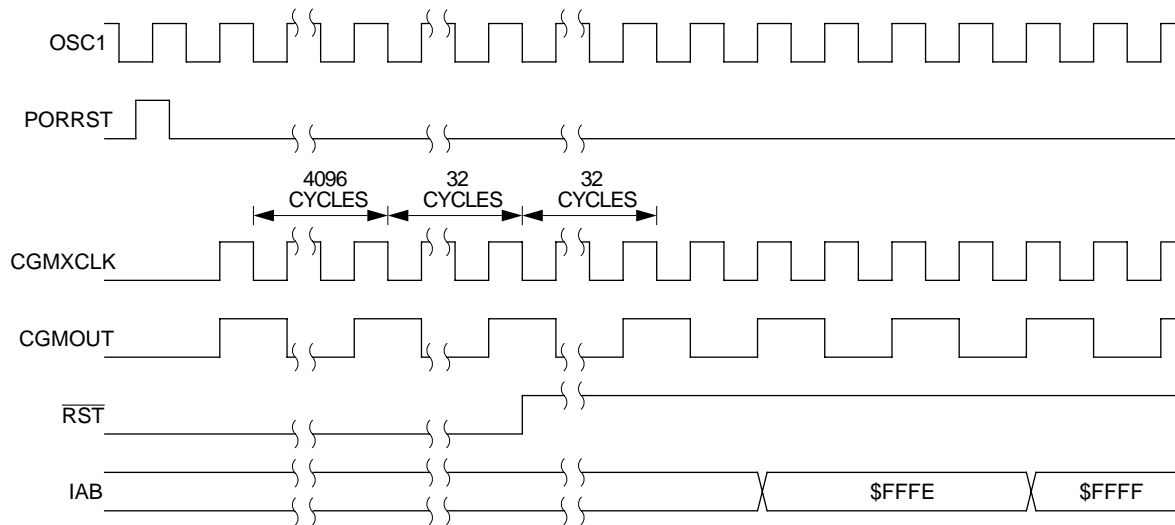 OSC1
PORRST
4096
CYCLES
32
CYCLES
32
CYCLES
CGMXCLK
CGMOUT
RST
IAB
$FFFE
$FFFF